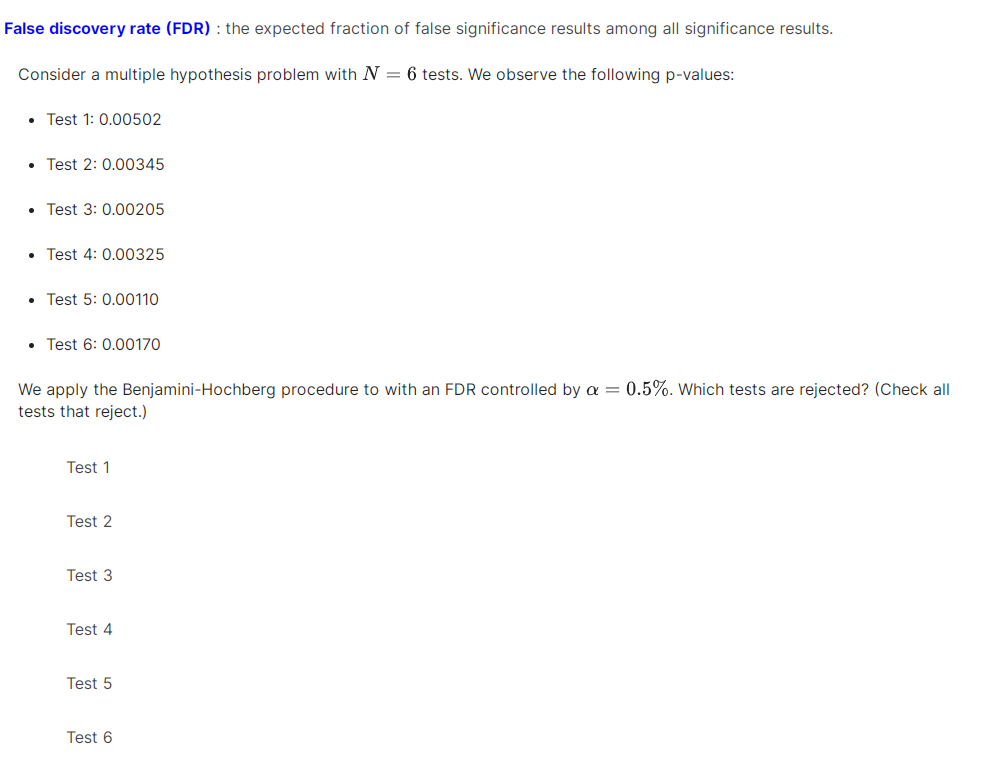 False discovery rate (FDR) : the expected fraction of false significance results among all significance results.
Consider a multiple hypothesis problem with N = 6 tests. We observe the following p-values:
• Test 1: 0.00502
• Test 2: 0.00345
• Test 3: 0.00205
• Test 4: 0.00325
• Test 5: 0.00110
• Test 6: 0.00170
We apply the Benjamini-Hochberg procedure to with an FDR controlled by α = 0.5%. Which tests are rejected? (Check all
tests that reject.)
Test 1
Test 2
Test 3
Test 4
Test 5
Test 6